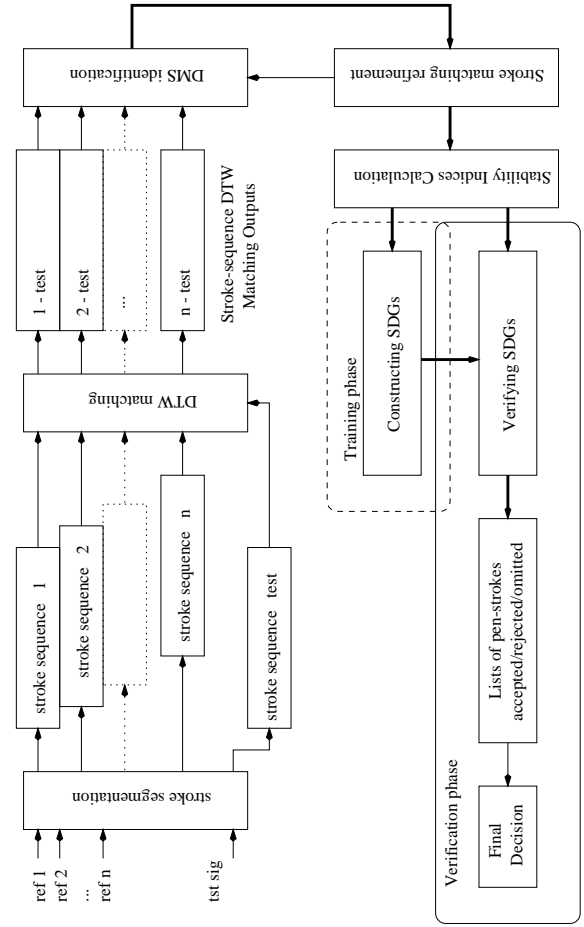 ref 1
ref 2
...
ref n
tst sig
stroke segmentation
stroke sequence 1
stroke sequence 2
stroke sequence n
stroke sequence test
DTW matching
1 - test
2 - test
...
n - test
Stroke-sequence DTW
Matching Outputs
DMS identification
Stroke matching refinement
Stability Indices Calculation
Training phase
Constructing SDGs
Verification phase
Verifying SDGs
Lists of pen-strokes
accepted/rejected/omitted
Final
Decision